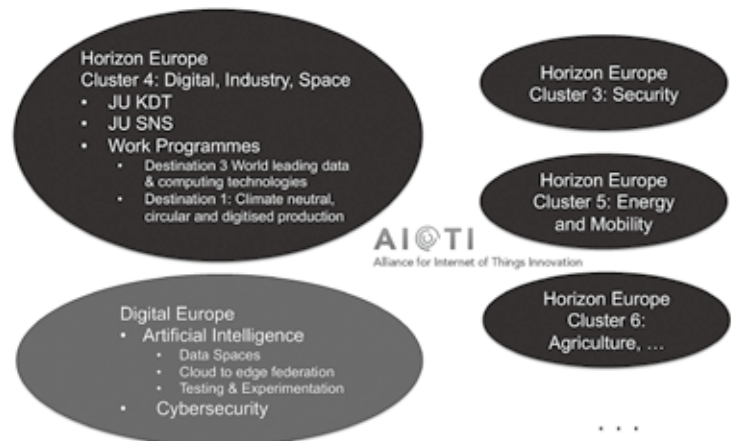 Horizon Europe
Cluster 4: Digital, Industry, Space
• JU KDT
• JU SNS
• Work Programmes
• Destination 3 World leading data
& computing technologies
• Destination 1: Climate neutral,
circular and digitised production
Horizon Europe
Cluster 3: Security
Horizon Europe
Cluster 5: Energy
and Mobility
AIOTI
Alliance for Internet of Things Innovation
Digital Europe
• Artificial Intelligence
• Data Spaces
• Cloud to edge federation
• Testing & Experimentation
• Cybersecurity
Horizon Europe
Cluster 6:
Agriculture, ...
. . .